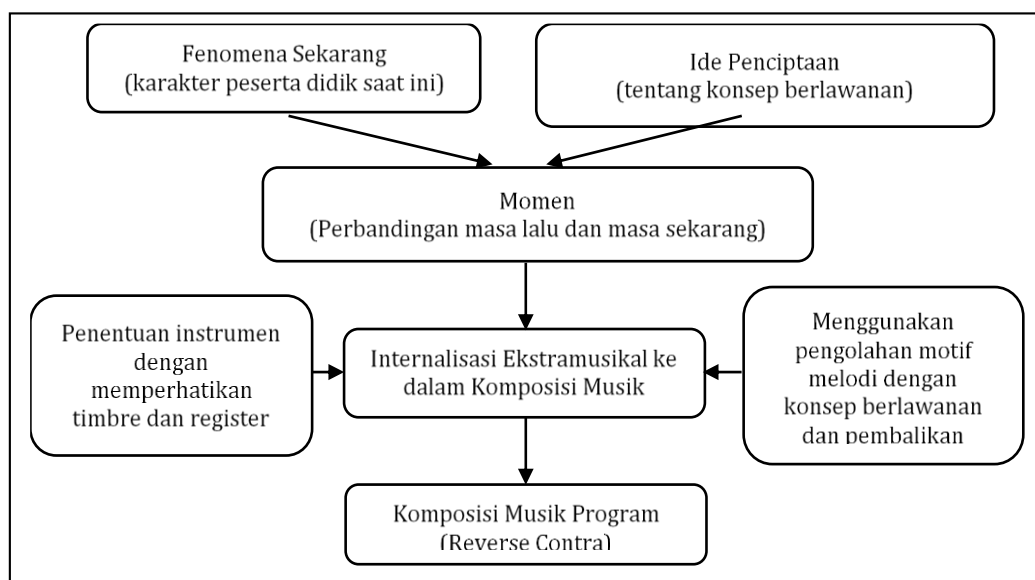 Fenomena Sekarang
(karakter peserta didik saat ini)
Ide Penciptaan
(tentang konsep berlawanan)
Momen
(Perbandingan masa lalu dan masa sekarang)
Penentuan instrumen
dengan
memperhatikan
timbre dan register
Internalisasi Ekstramusikal ke
dalam Komposisi Musik
Menggunakan
pengolahan motif
melodi dengan
konsep berlawanan
dan pembalikan
Komposisi Musik Program
(Reverse Contra)